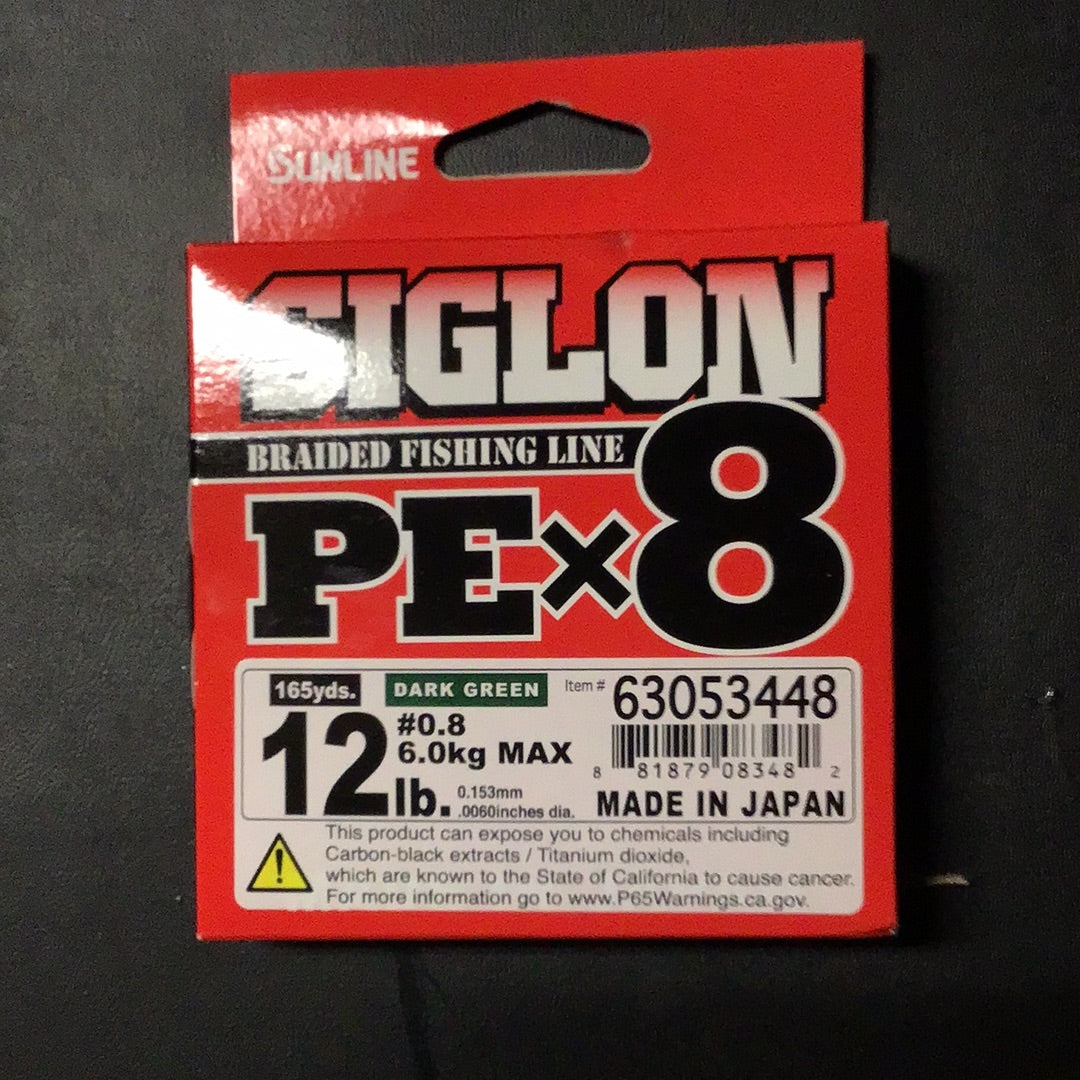 SUNLINE
SIGLON
BRAIDED FISHING LINE
PE×8
165yds. DARK GREEN Item # 63053448
12lb. #0.8
6.0kg MAX
0.153mm
.0060inches dia.
8 81879 08348 2
MADE IN JAPAN
This product can expose you to chemicals including
Carbon-black extracts / Titanium dioxide,
which are known to the State of California to cause cancer.
For more information go to www.P65Warnings.ca.gov.